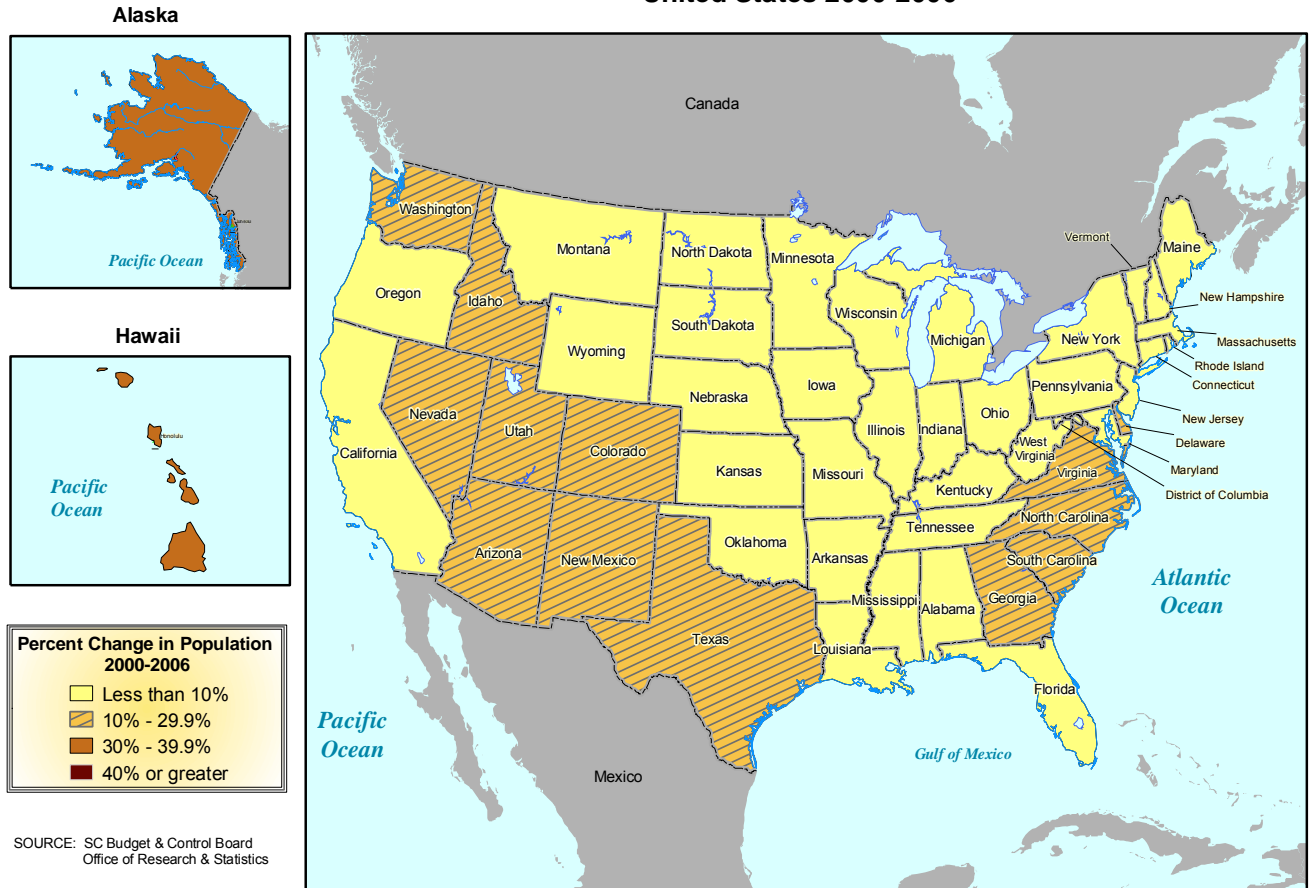 Alaska
Pacific Ocean
Hawaii
Honolulu
Pacific
Ocean
Percent Change in Population
2000-2006
Less than 10%
10% - 29.9%
30% - 39.9%
40% or greater
SOURCE: SC Budget & Control Board
Office of Research & Statistics
Canada
Washington
Montana
North Dakota
Minnesota
Vermont
Maine
Oregon
Idaho
South Dakota
Wisconsin
Michigan
New York
New Hampshire
Massachusetts
Rhode Island
Connecticut
Wyoming
Iowa
Nebraska
Pennsylvania
New Jersey
Delaware
Maryland
District of Columbia
Nevada
Utah
Colorado
California
Kansas
Missouri
Illinois
Indiana
Ohio
West
Virginia
Virginia
Kentucky
Arizona
New Mexico
Oklahoma
Arkansas
Tennessee
North Carolina
South Carolina
Texas
Louisiana
Mississippi
Alabama
Georgia
Florida
Atlantic
Ocean
Pacific
Ocean
Gulf of Mexico
Mexico